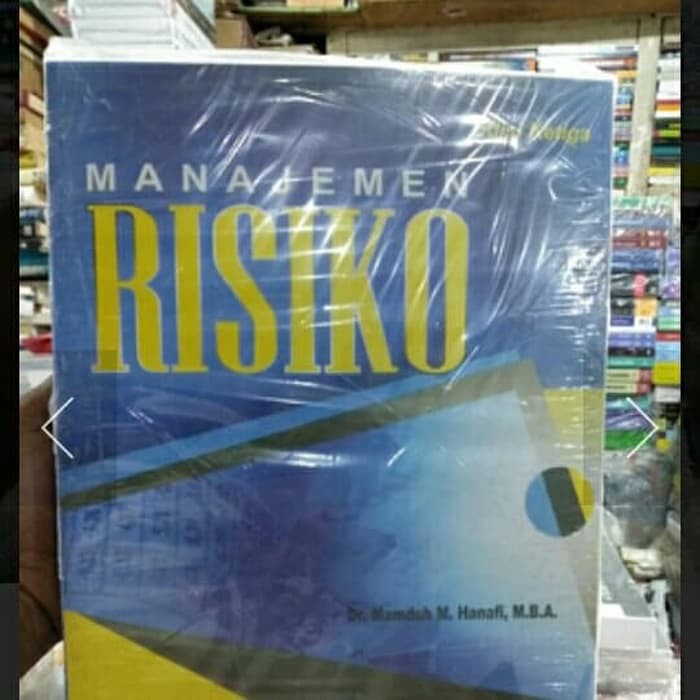 Edisi Ketiga
MANAJEMEN
RISIKO
Dr. Mamduh M. Hanafi, M.B.A.